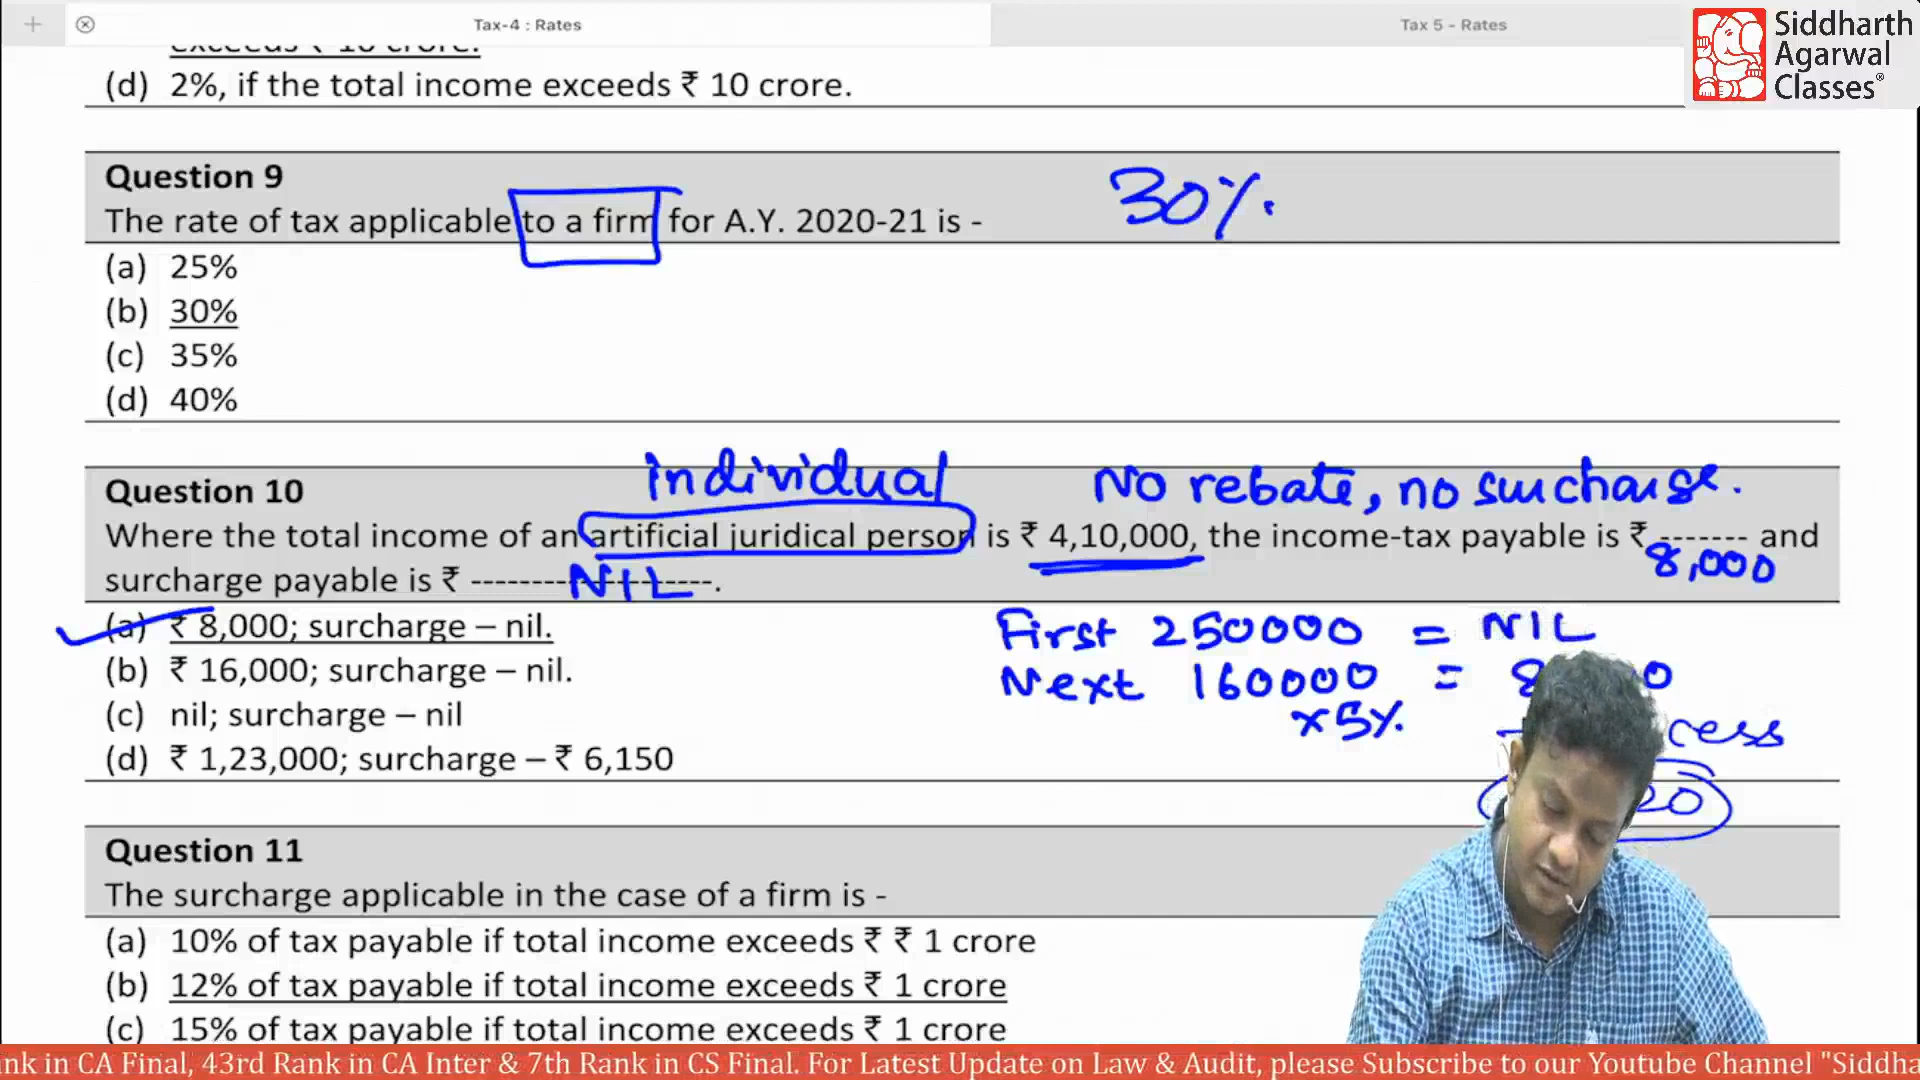 Tax-4 : Rates
Tax 5 - Rates
Siddharth
Agarwal
Classes®
exceeds ₹ 10 crore.
(d) 2%, if the total income exceeds ₹ 10 crore.
Question 9
30%.
The rate of tax applicable to a firm for A.Y. 2020-21 is -
(a) 25%
(b) 30%
(c) 35%
(d) 40%
individual
No rebate, no surcharge.
Question 10
Where the total income of an artificial juridical person is ₹ 4,10,000, the income-tax payable is ₹ ------- and
8,000
surcharge payable is ₹ --------------------.
NIL
(a) ₹ 8,000; surcharge – nil.
First 250000 = NIL
(b) ₹ 16,000; surcharge – nil.
Next 160000 =
x5%
(c) nil; surcharge – nil
cess
(d) ₹ 1,23,000; surcharge – ₹ 6,150
Question 11
The surcharge applicable in the case of a firm is -
(a) 10% of tax payable if total income exceeds ₹ ₹ 1 crore
(b) 12% of tax payable if total income exceeds ₹ 1 crore
(c) 15% of tax payable if total income exceeds ₹ 1 crore
nk in CA Final, 43rd Rank in CA Inter & 7th Rank in CS Final. For Latest Update on Law & Audit, please Subscribe to our Youtube Channel "Siddha